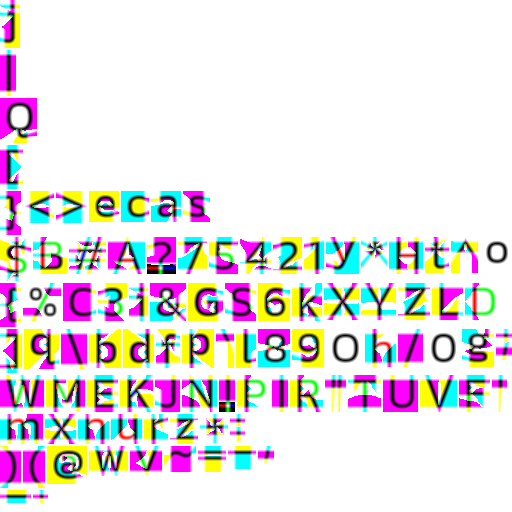 j
|
Q
[
}<>ecas
$B#A?75421y*Ht^o
{%C3i&GS6kXYZLD
]q\bdfp`l89Oh/0g;
WMEKJN!PIR"TUVF'
mxnurz+:
)(@wv~=-,
_.